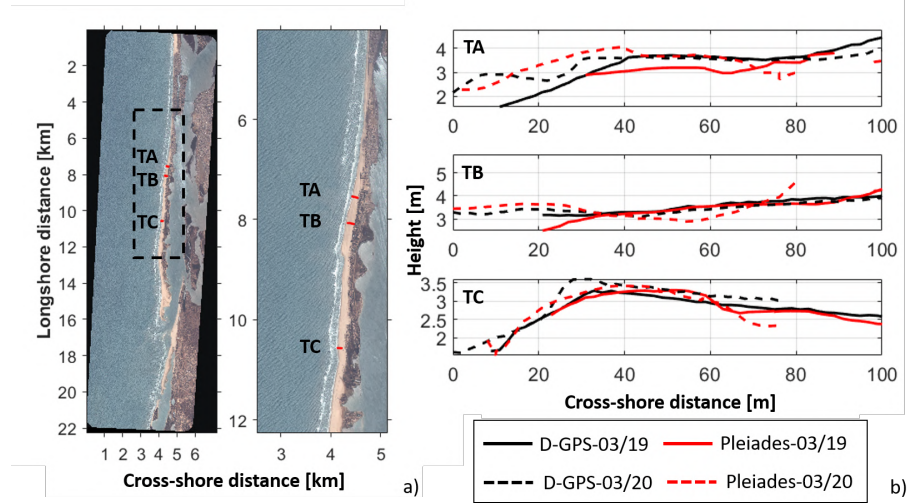 2
4
6
8
10
12
14
16
18
20
22
Longshore distance [km]
TA
TB
TC
1 2 3 4 5 6
6
8
10
12
TA
TB
TC
3 4 5
Cross-shore distance [km]
a)
TA
4
3
2
0 20 40 60 80 100
TB
5
4
3
0 20 40 60 80 100
Height [m]
TC
3.5
3
2.5
2
0 20 40 60 80 100
Cross-shore distance [m]
D-GPS-03/19 Pleiades-03/19
D-GPS-03/20 Pleiades-03/20
b)